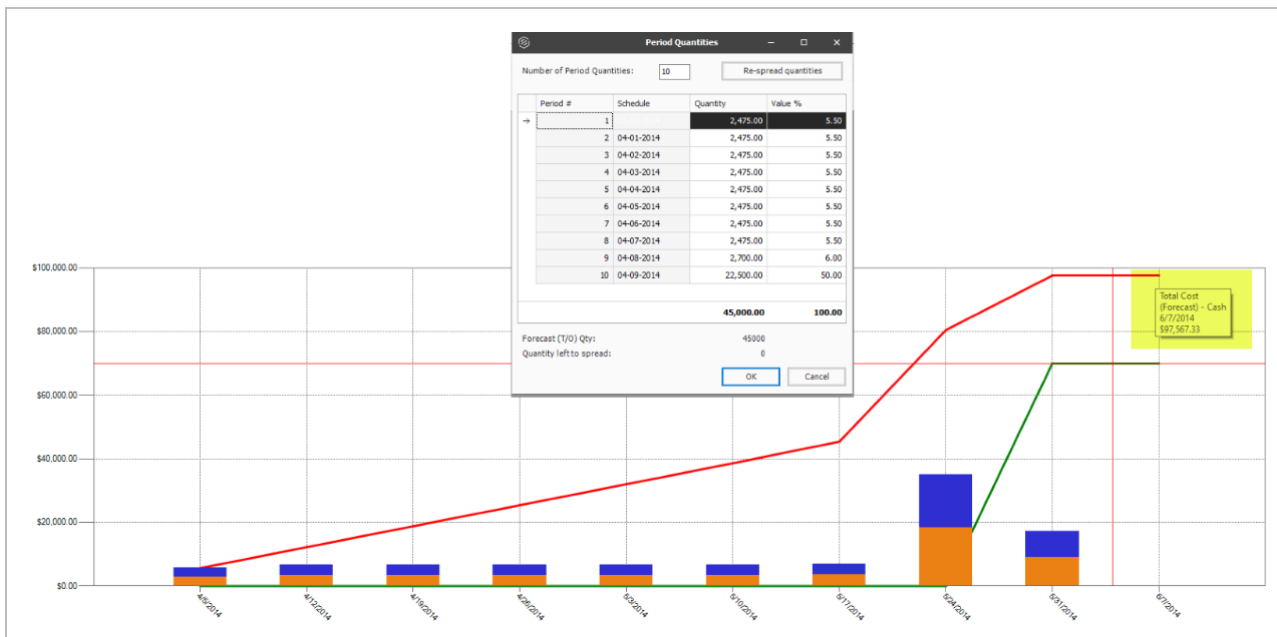 Period Quantities
Number of Period Quantities: 10 Re-spread quantities
Period # Schedule Quantity Value %
1 2,475.00 5.50
2 04-01-2014 2,475.00 5.50
3 04-02-2014 2,475.00 5.50
4 04-03-2014 2,475.00 5.50
5 04-04-2014 2,475.00 5.50
6 04-05-2014 2,475.00 5.50
7 04-06-2014 2,475.00 5.50
8 04-07-2014 2,475.00 5.50
9 04-08-2014 2,700.00 6.00
10 04-09-2014 22,500.00 50.00
45,000.00 100.00
Forecast (T/O) Qty: 45000
Quantity left to spread: 0
OK Cancel
$100,000.00
Total Cost
(Forecast) - Cash
6/7/2014
$97,567.33
$80,000.00
$60,000.00
$40,000.00
$20,000.00
$0.00
4/5/2014 4/12/2014 4/19/2014 4/26/2014 5/3/2014 5/10/2014 5/17/2014 5/24/2014 5/31/2014 6/7/2014